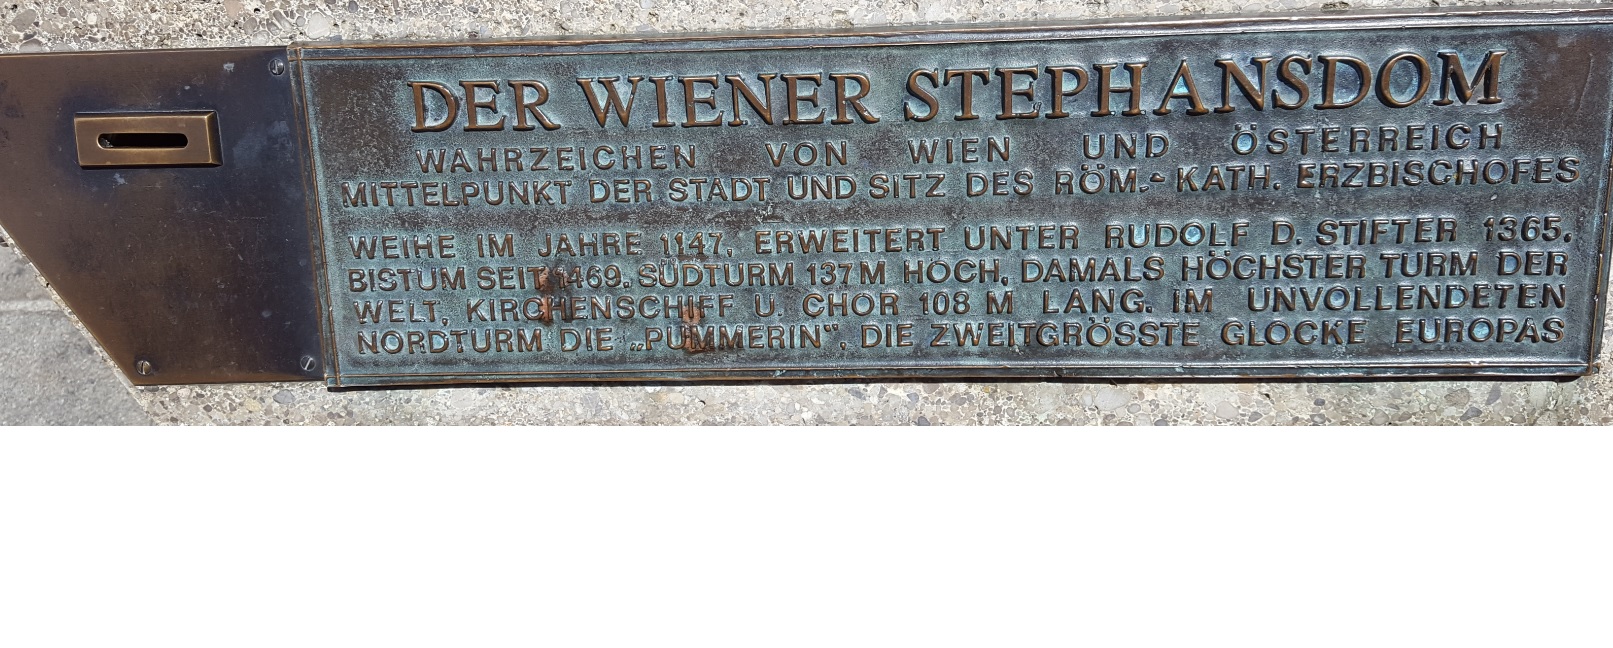 DER WIENER STEPHANSDOM
WAHRZEICHEN VON WIEN UND ÖSTERREICH
MITTELPUNKT DER STADT UND SITZ DES RÖM.- KATH. ERZBISCHOFES
WEIHE IM JAHRE 1147, ERWEITERT UNTER RUDOLF D. STIFTER 1365.
BISTUM SEIT 1469. SÜDTURM 137 M HOCH, DAMALS HÖCHSTER TURM DER
WELT, KIRCHENSCHIFF U. CHOR 108 M LANG. IM UNVOLLENDETEN
NORDTURM DIE „PUMMERIN“, DIE ZWEITGRÖSSTE GLOCKE EUROPAS